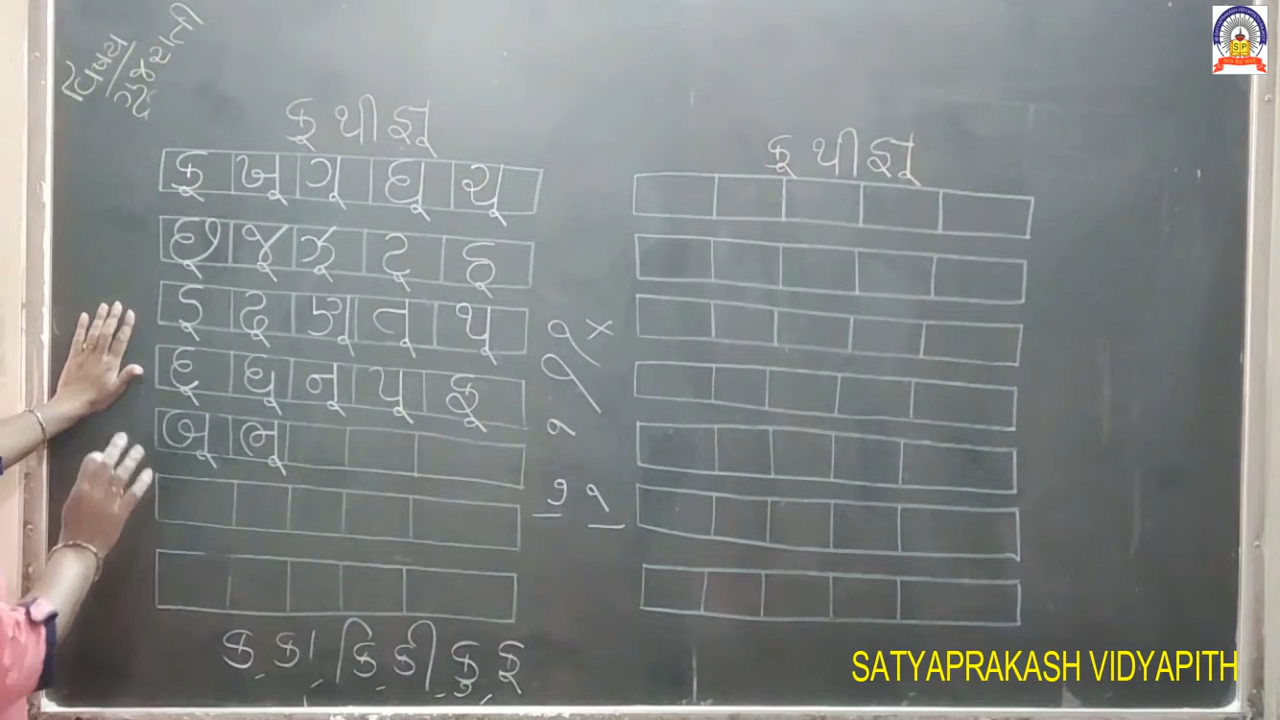 વિષય
ગુજરાતી
કૂ થી જ્ઞૂ
કૂ ખૂ ગૂ ઘૂ ચૂ
છૂ જૂ ઝૂ ટૂ ઠૂ
ડૂ ઢૂ ણૂ તૂ થૂ
દૂ ધૂ નૂ પૂ ફૂ
બૂ ભૂ
ક કા કિ કી કુ કૂ
કૂ થી જ્ઞૂ
SATYAPRAKASH VIDYAPITH